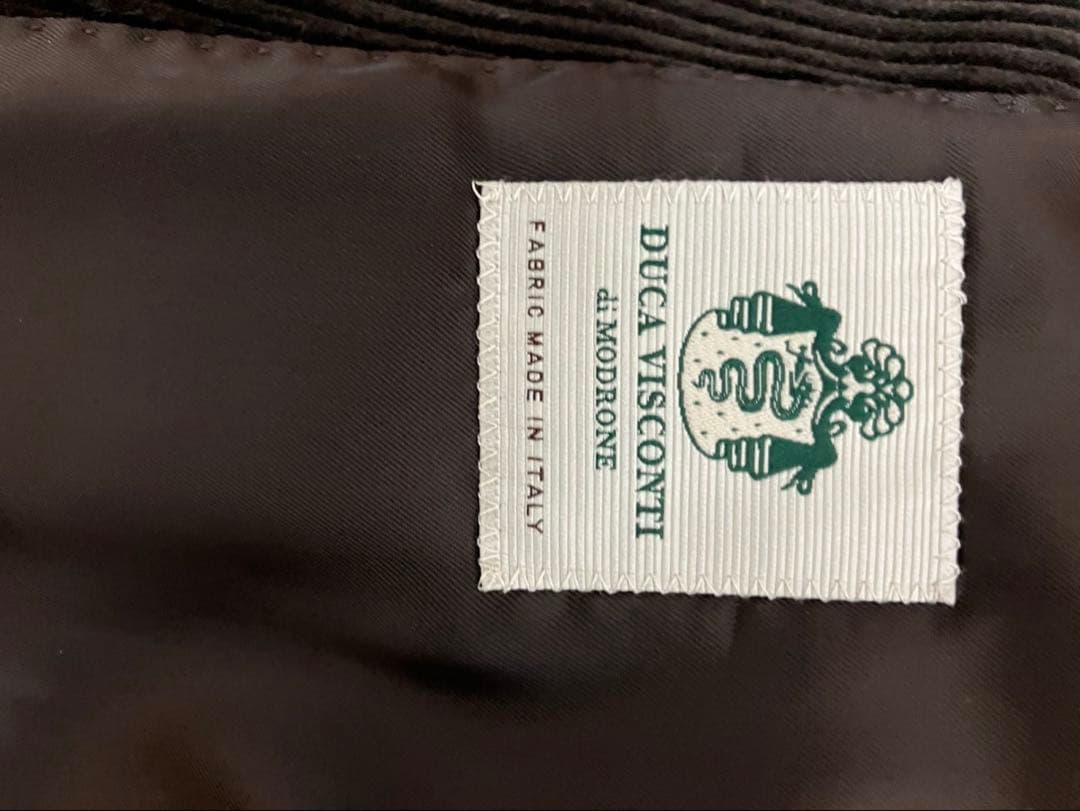 DUCA VISCONTI
di MODRONE
FABRIC MADE IN ITALY